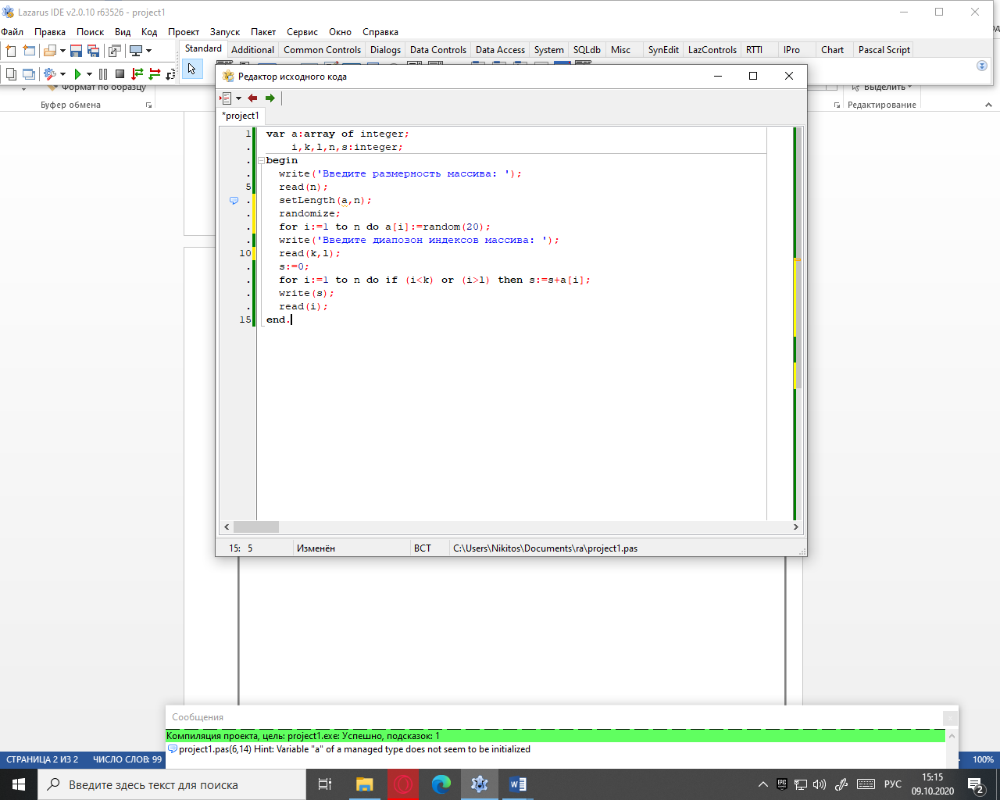 Lazarus IDE v2.0.10 r63526 - project1
Файл Правка Поиск Вид Код Проект Запуск Пакет Сервис Окно Справка
Standard Additional Common Controls Dialogs Data Controls Data Access System SQLdb Misc SynEdit LazControls RTTI IPro Chart Pascal Script
Формат по образцу
Выделить
Буфер обмена
Редактирование
Редактор исходного кода
*project1
1 var a:array of integer;
. i,k,l,n,s:integer;
. begin
. write('Введите размерность массива: ');
5 read(n);
. setLength(a,n);
. randomize;
. for i:=1 to n do a[i]:=random(20);
. write('Введите диапозон индексов массива: ');
10 read(k,l);
. s:=0;
. for i:=1 to n do if (i<k) or (i>l) then s:=s+a[i];
. write(s);
. read(i);
15 end.
15: 5 Изменён ВСТ C:\Users\Nikitos\Documents\ra\project1.pas
Сообщения
Компиляция проекта, цель: project1.exe: Успешно, подсказок: 1
project1.pas(6,14) Hint: Variable "a" of a managed type does not seem to be initialized
СТРАНИЦА 2 ИЗ 2 ЧИСЛО СЛОВ: 99 100%
Введите здесь текст для поиска
РУС
15:15
09.10.2020
2